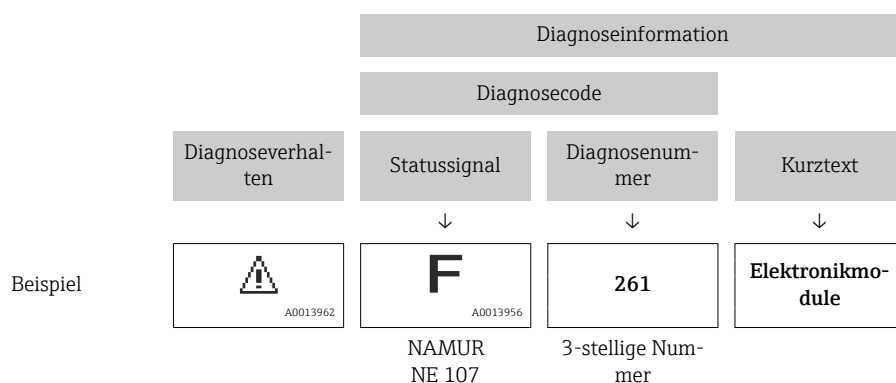 Diagnoseinformation
Diagnosecode
Diagnoseverhal-
ten
Statussignal
Diagnosenum-
mer
Kurztext
↓ ↓ ↓
Beispiel
A0013962
F
A0013956
261
Elektronikmo-
dule
NAMUR
NE 107
3-stellige Num-
mer